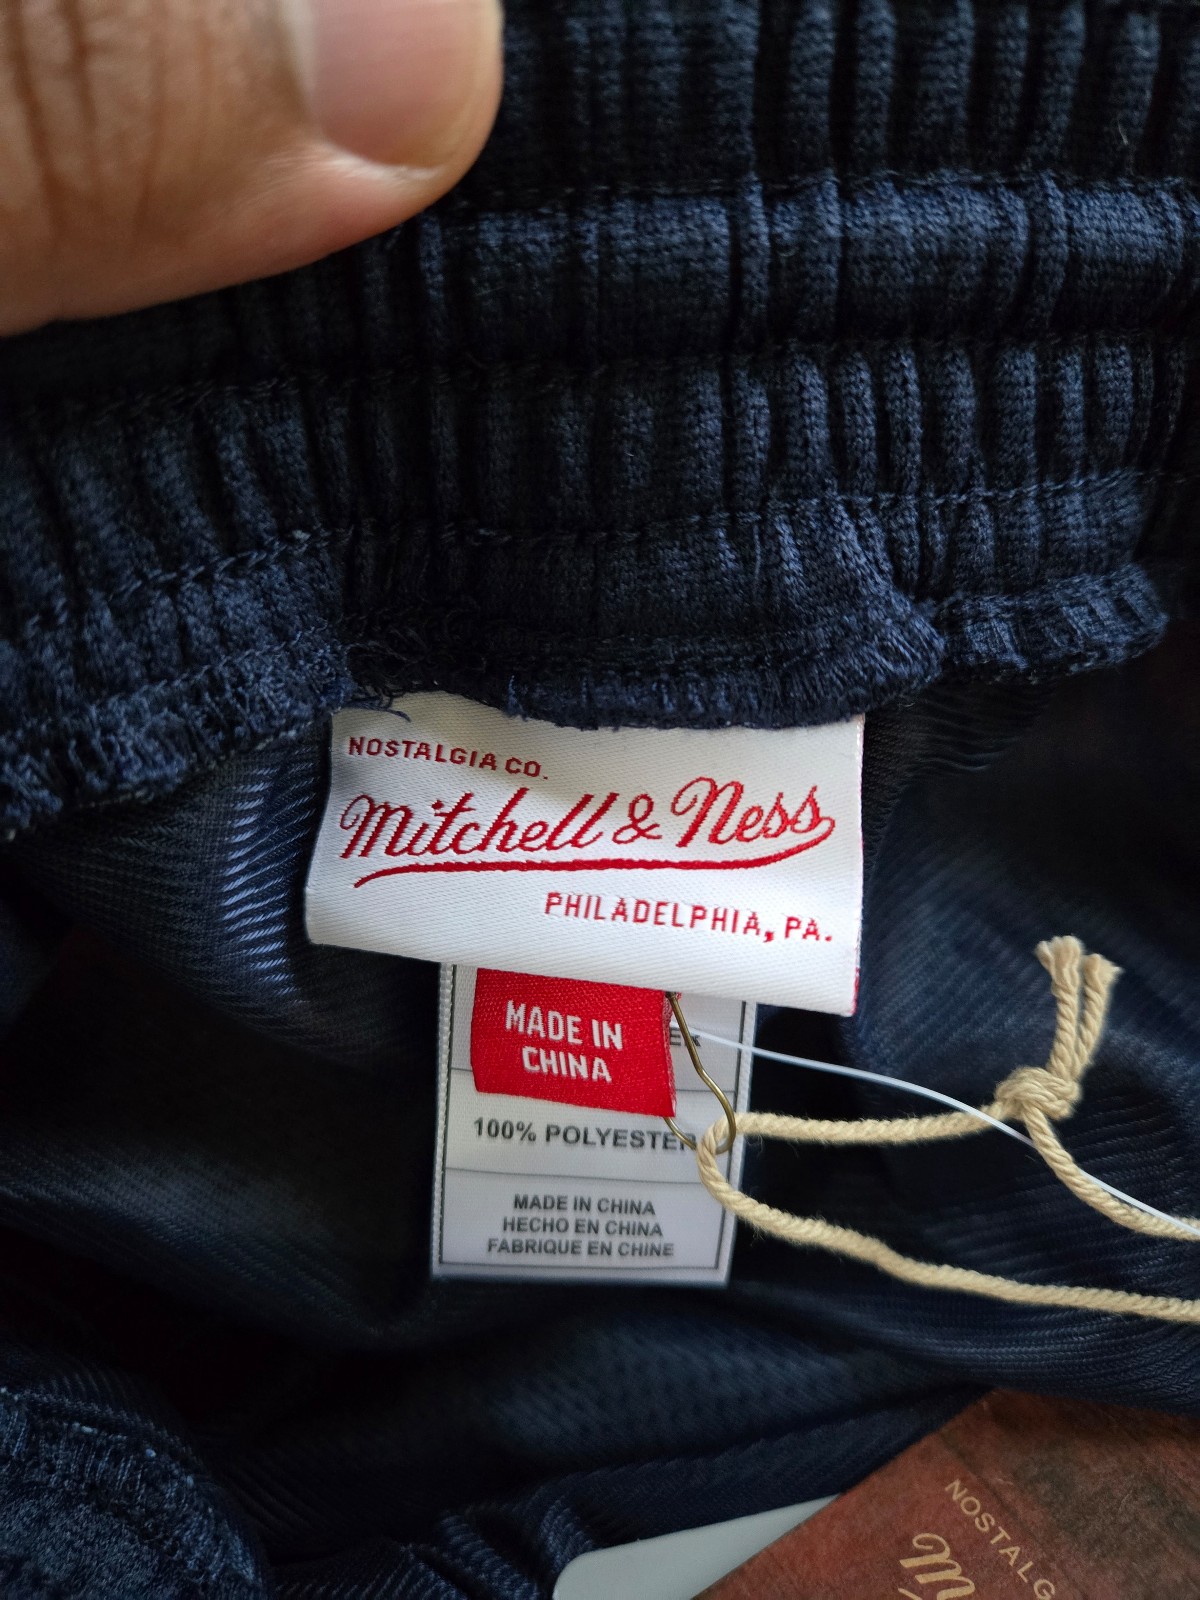 NOSTALGIA CO.
Mitchell & Ness
PHILADELPHIA, PA.
MADE IN
CHINA
100% POLYESTER
MADE IN CHINA
HECHO EN CHINA
FABRIQUE EN CHINE